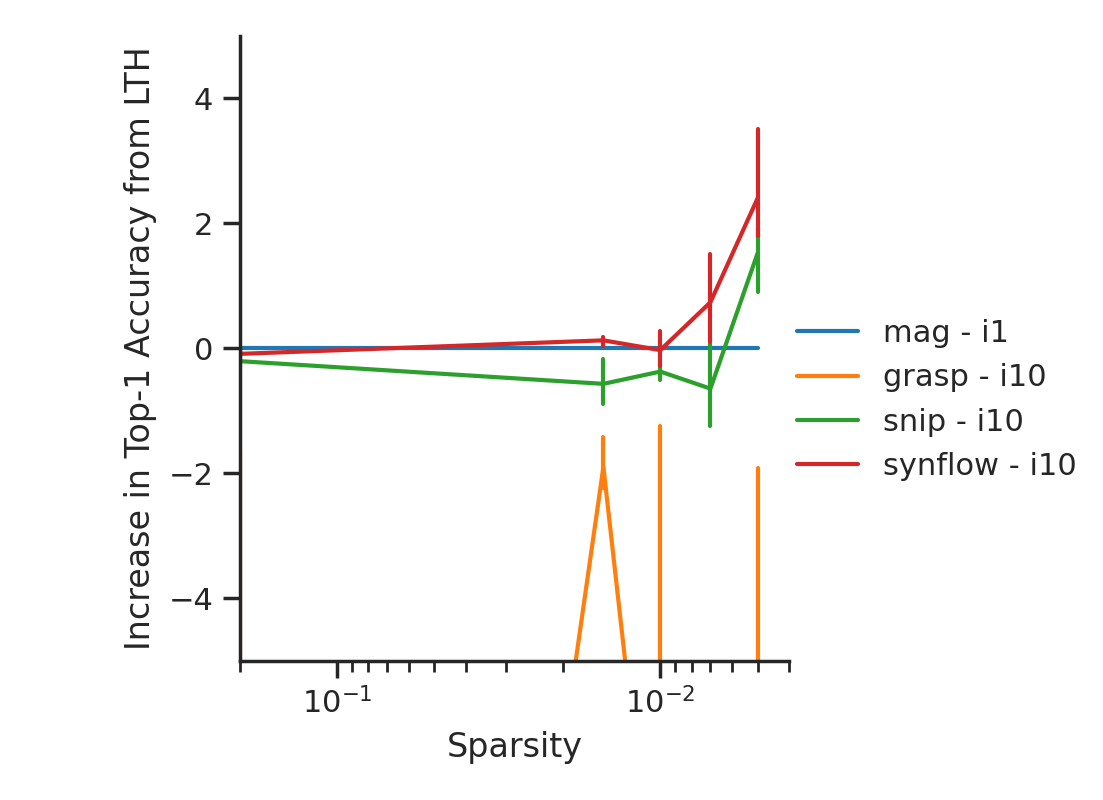 Increase in Top-1 Accuracy from LTH
4
2
0
−2
−4
10⁻¹
10⁻²
Sparsity
mag - i1
grasp - i10
snip - i10
synflow - i10